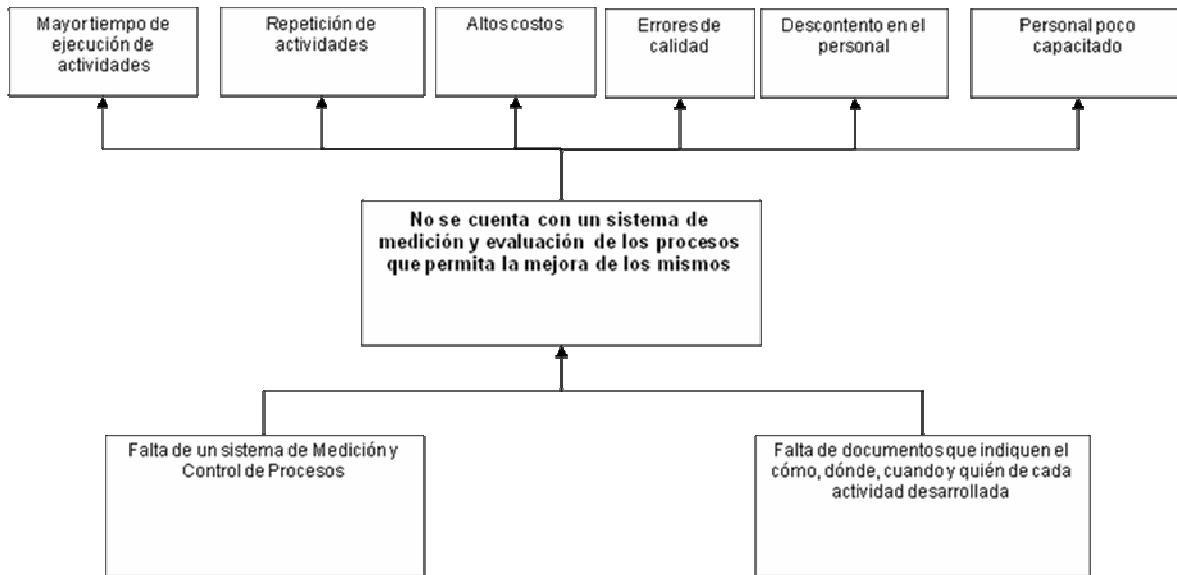 Mayor tiempo de
ejecución de
actividades
Repetición de
actividades
Altos costos
Errores de
calidad
Descontento en el
personal
Personal poco
capacitado
No se cuenta con un sistema de
medición y evaluación de los procesos
que permita la mejora de los mismos
Falta de un sistema de Medición y
Control de Procesos
Falta de documentos que indiquen el
cómo, dónde, cuando y quién de cada
actividad desarrollada